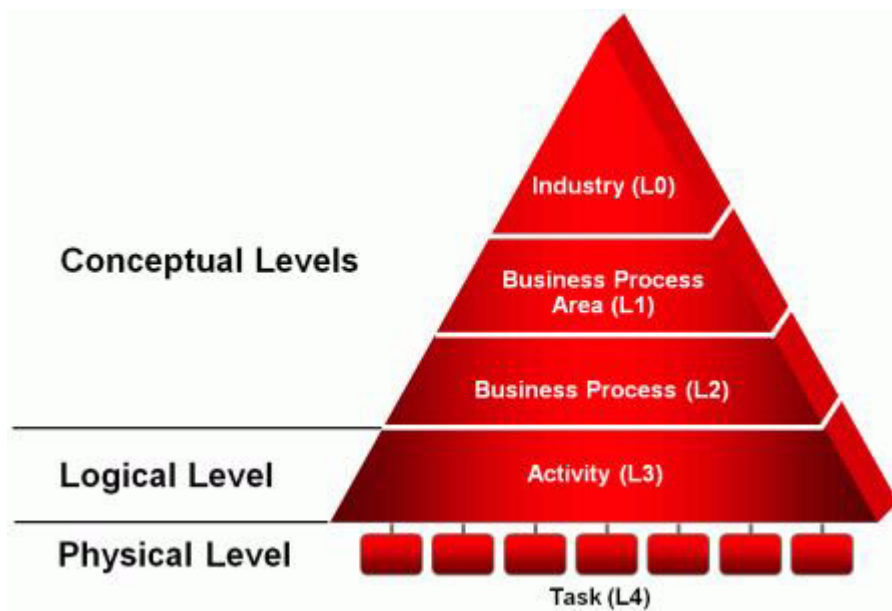 Industry (L0)
Conceptual Levels
Business Process
Area (L1)
Business Process (L2)
Logical Level
Activity (L3)
Physical Level
Task (L4)